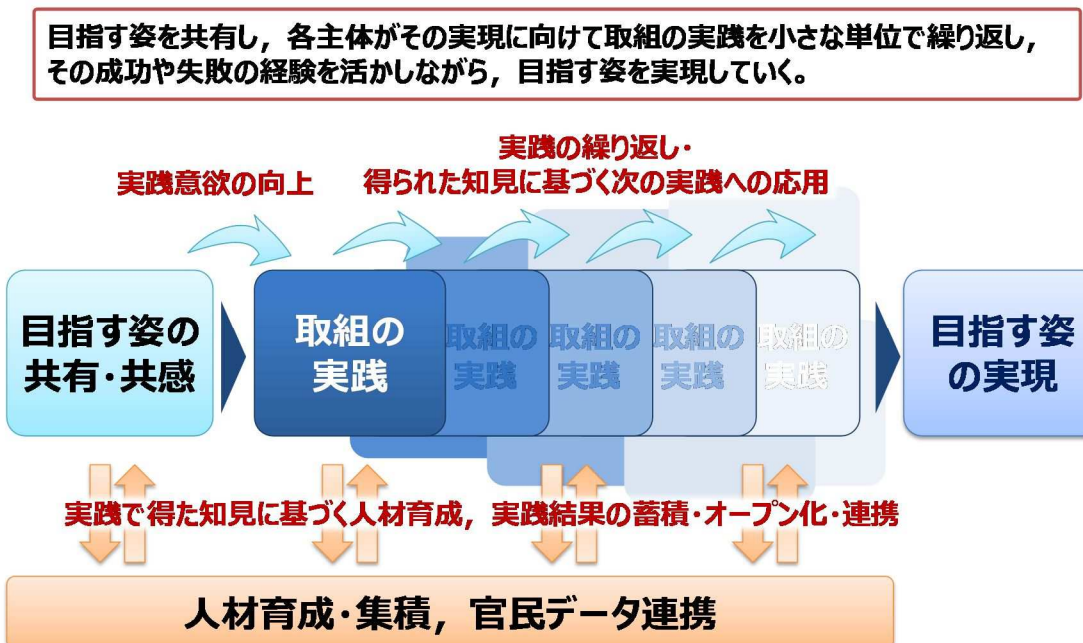 目指す姿を共有し，各主体がその実現に向けて取組の実践を小さな単位で繰り返し，
その成功や失敗の経験を活かしながら，目指す姿を実現していく。
実践意欲の向上
実践の繰り返し・
得られた知見に基づく次の実践への応用
目指す姿の
共有・共感
取組の
実践
取組の
実践
取組の
実践
取組の
実践
取組の
実践
目指す姿
の実現
実践で得た知見に基づく人材育成，実践結果の蓄積・オープン化・連携
人材育成・集積，官民データ連携